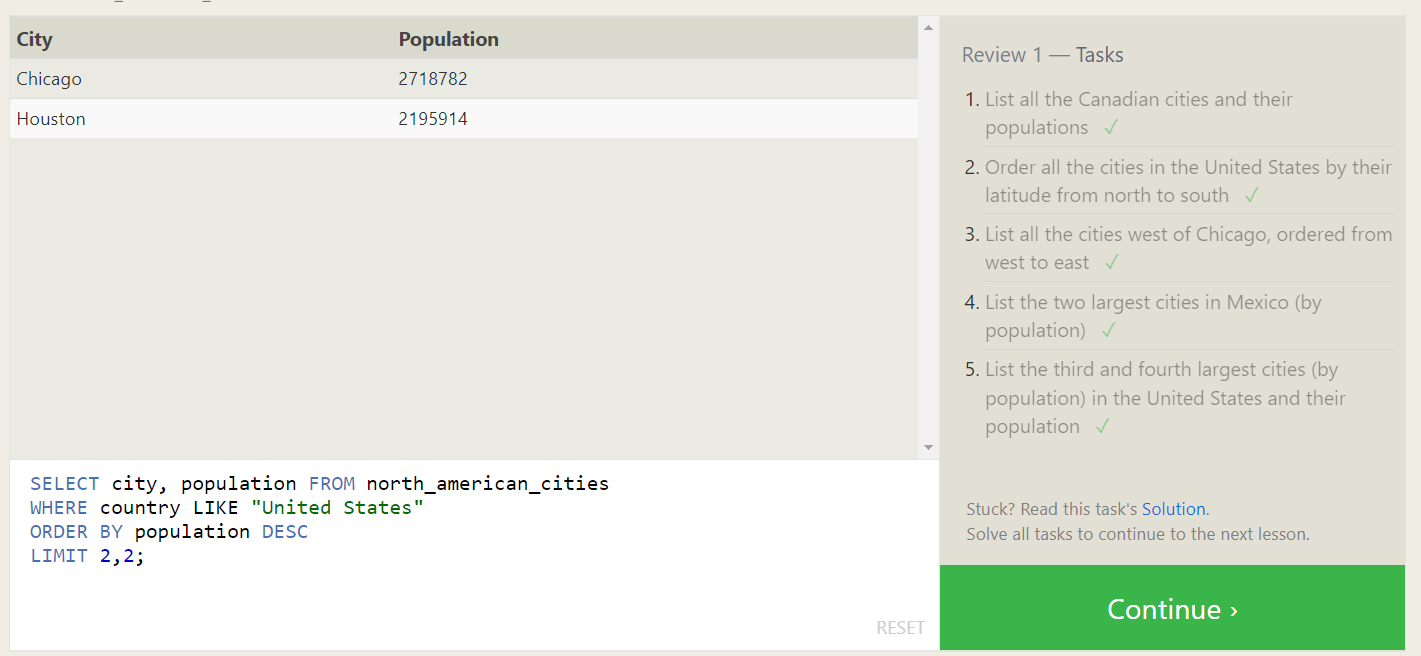 City Population
Chicago 2718782
Houston 2195914
SELECT city, population FROM north_american_cities
WHERE country LIKE "United States"
ORDER BY population DESC
LIMIT 2,2;
RESET
Review 1 — Tasks
1. List all the Canadian cities and their
populations ✓
2. Order all the cities in the United States by their
latitude from north to south ✓
3. List all the cities west of Chicago, ordered from
west to east ✓
4. List the two largest cities in Mexico (by
population) ✓
5. List the third and fourth largest cities (by
population) in the United States and their
population ✓
Stuck? Read this task's Solution.
Solve all tasks to continue to the next lesson.
Continue ›